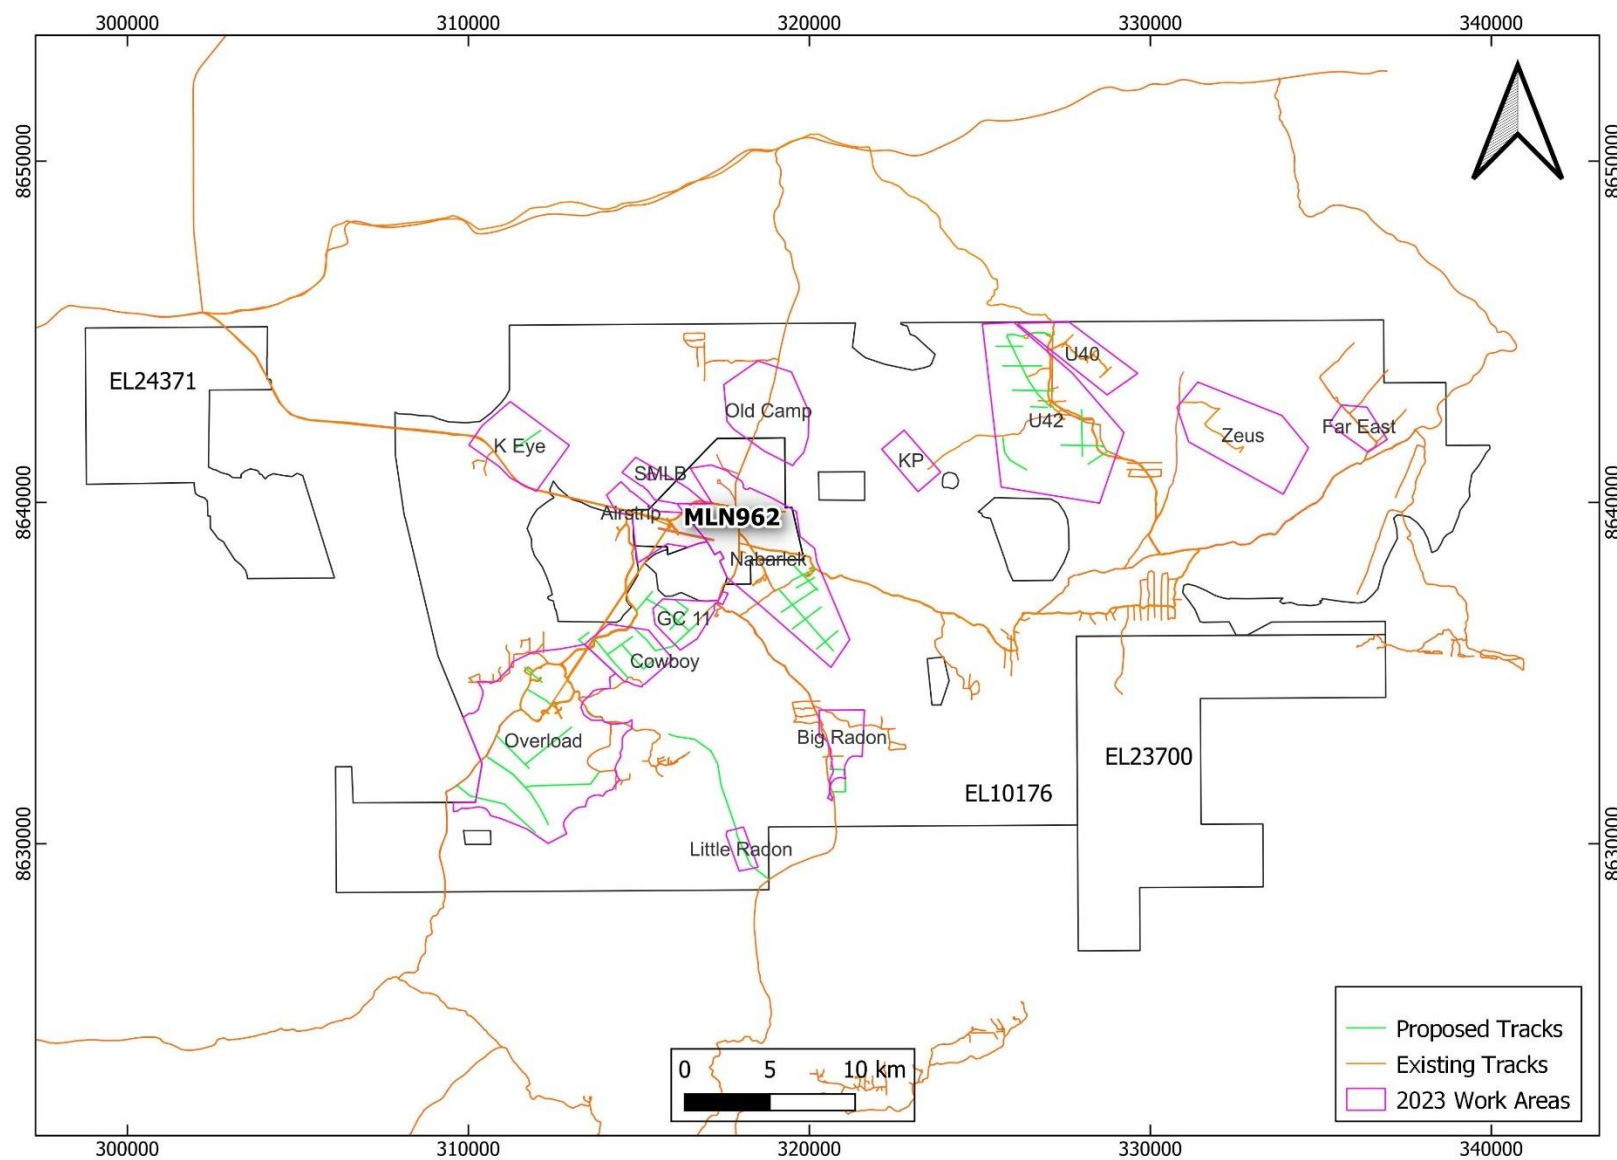 300000
310000
320000
330000
340000
8650000
8650000
U40
EL24371
Old Camp
U42
Far East
K Eye
Zeus
KP
SMLB
8640000
8640000
Airstrip
MLN962
Nabarlek
GC 11
Cowboy
Overload
Big Radon
EL23700
EL10176
8630000
8630000
Little Radon
Proposed Tracks
0 5 10 km
Existing Tracks
2023 Work Areas
300000
310000
320000
330000
340000